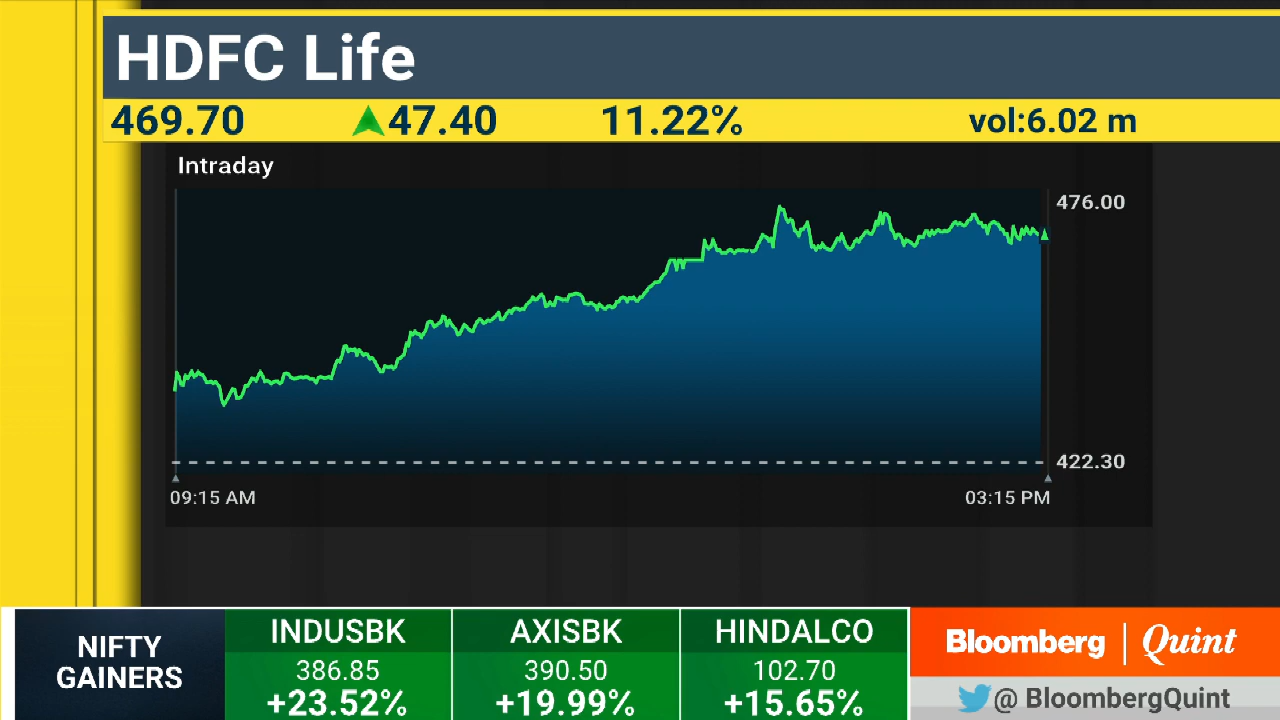 HDFC Life
469.70 ▲47.40 11.22% vol:6.02 m
Intraday
476.00
422.30
09:15 AM 03:15 PM
NIFTY
GAINERS
INDUSBK
386.85
+23.52%
AXISBK
390.50
+19.99%
HINDALCO
102.70
+15.65%
Bloomberg | Quint
@ BloombergQuint